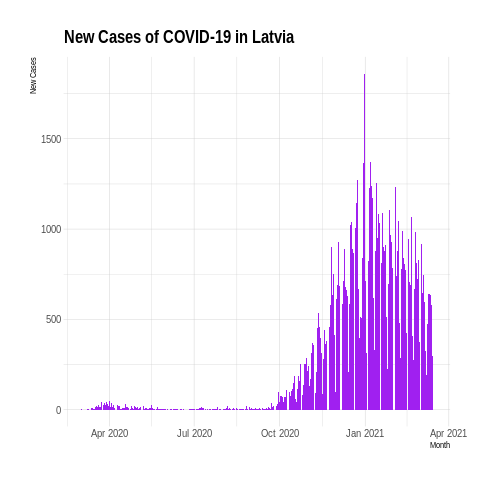 New Cases of COVID-19 in Latvia
New Cases
1500
1000
500
0
Apr 2020 Jul 2020 Oct 2020 Jan 2021 Apr 2021
Month